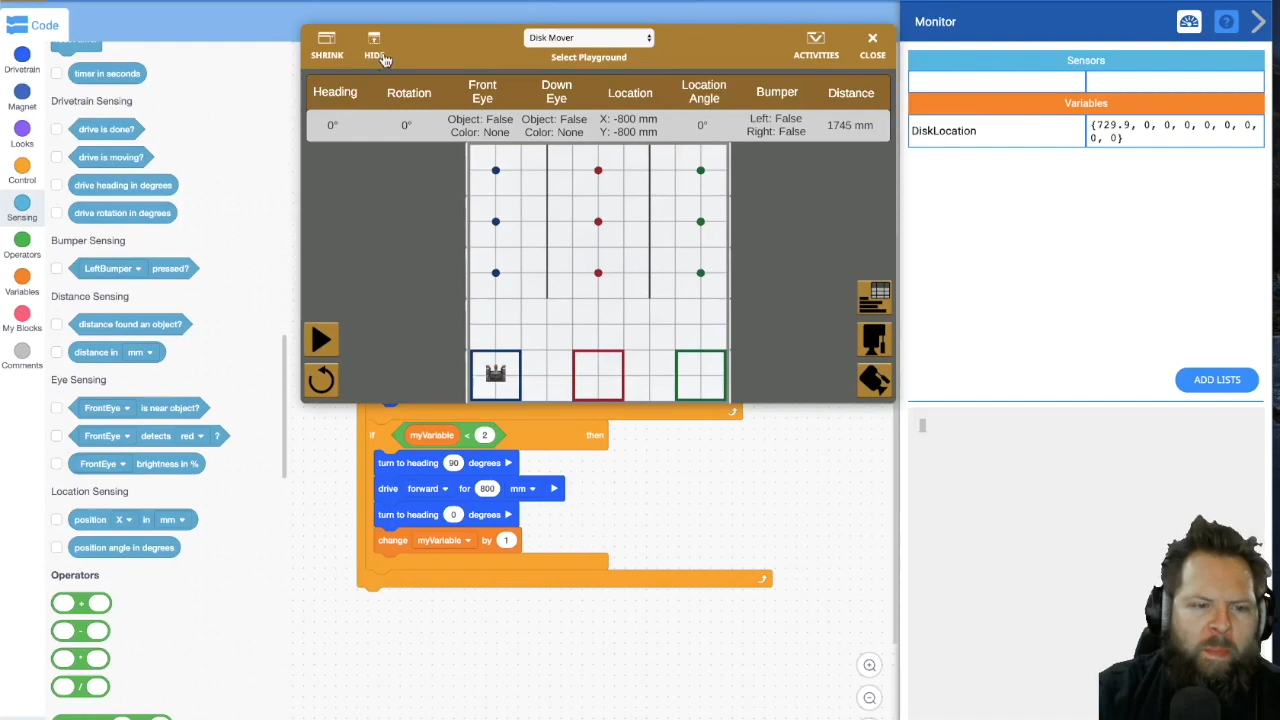 Code
Drivetrain
Magnet
Looks
Control
Sensing
Operators
Variables
My Blocks
Comments
timer in seconds
Drivetrain Sensing
drive is done?
drive is moving?
drive heading in degrees
drive rotation in degrees
Bumper Sensing
LeftBumper pressed?
Distance Sensing
distance found an object?
distance in mm
Eye Sensing
FrontEye is near object?
FrontEye detects red ?
FrontEye brightness in %
Location Sensing
position X in mm
position angle in degrees
Operators
+
-
*
/
SHRINK
HIDE
Disk Mover
Select Playground
ACTIVITIES
CLOSE
Heading Rotation Front Eye Down Eye Location Location Angle Bumper Distance
0° 0° Object: False Object: False X: -800 mm 0° Left: False 1745 mm
Color: None Color: None Y: -800 mm Right: False
If myVariable < 2 then
turn to heading 90 degrees
drive forward for 800 mm
turn to heading 0 degrees
change myVariable by 1
Monitor
?
Sensors
Variables
DiskLocation {729.9, 0, 0, 0, 0, 0, 0,
0, 0}
ADD LISTS